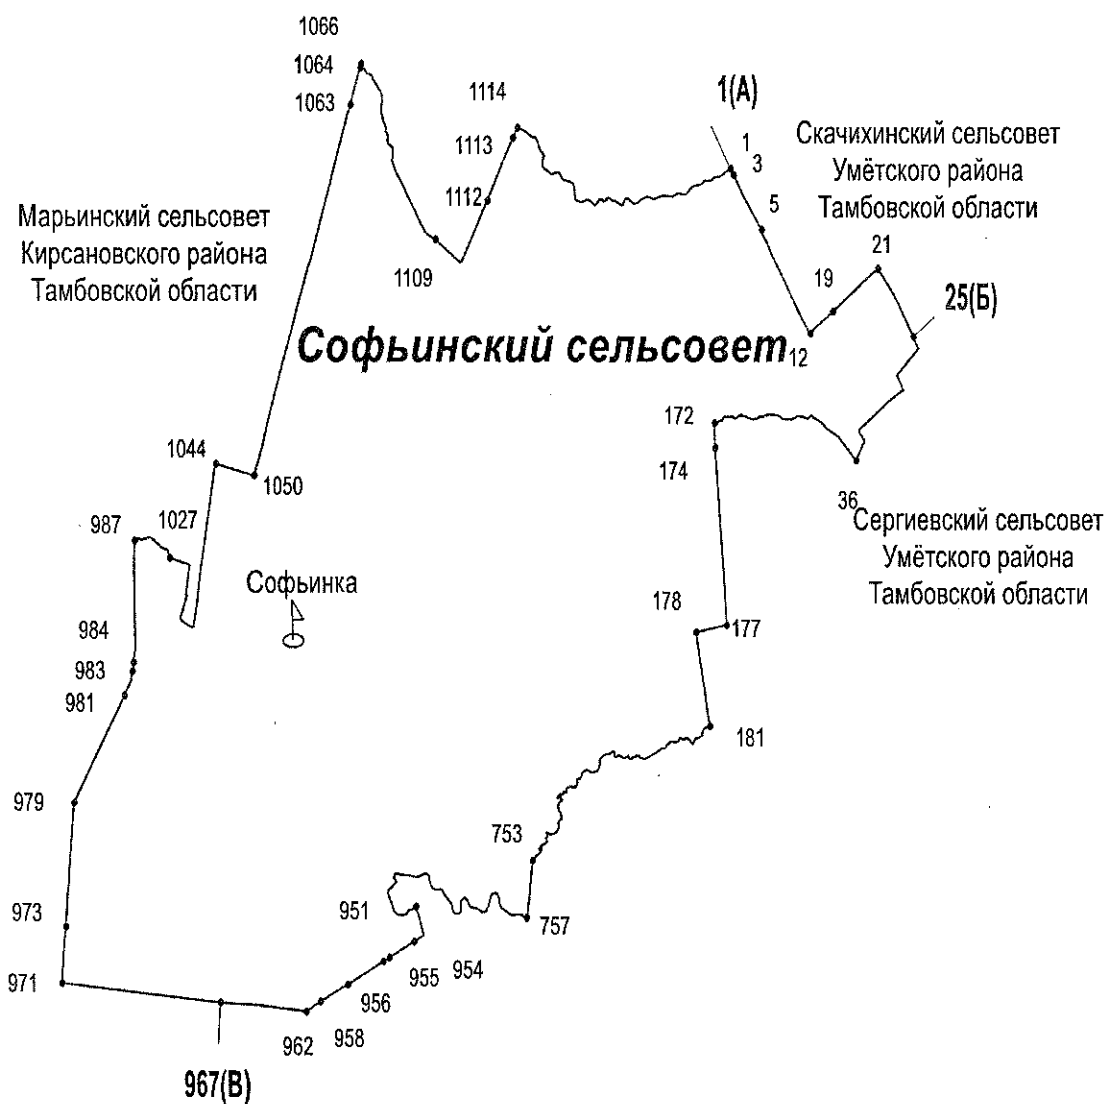 1066
1064
1063
1114
1113
1112
1109
1(А)
1
3
5
Скачихинский сельсовет
Умётского района
Тамбовской области
Марьинский сельсовет
Кирсановского района
Тамбовской области
21
19
25(Б)
12
Софьинский сельсовет
172
174
36
Сергиевский сельсовет
Умётского района
Тамбовской области
1044
1050
1027
987
Софьинка
984
983
981
178
177
181
979
753
757
951
973
971
954
955
956
958
962
967(В)